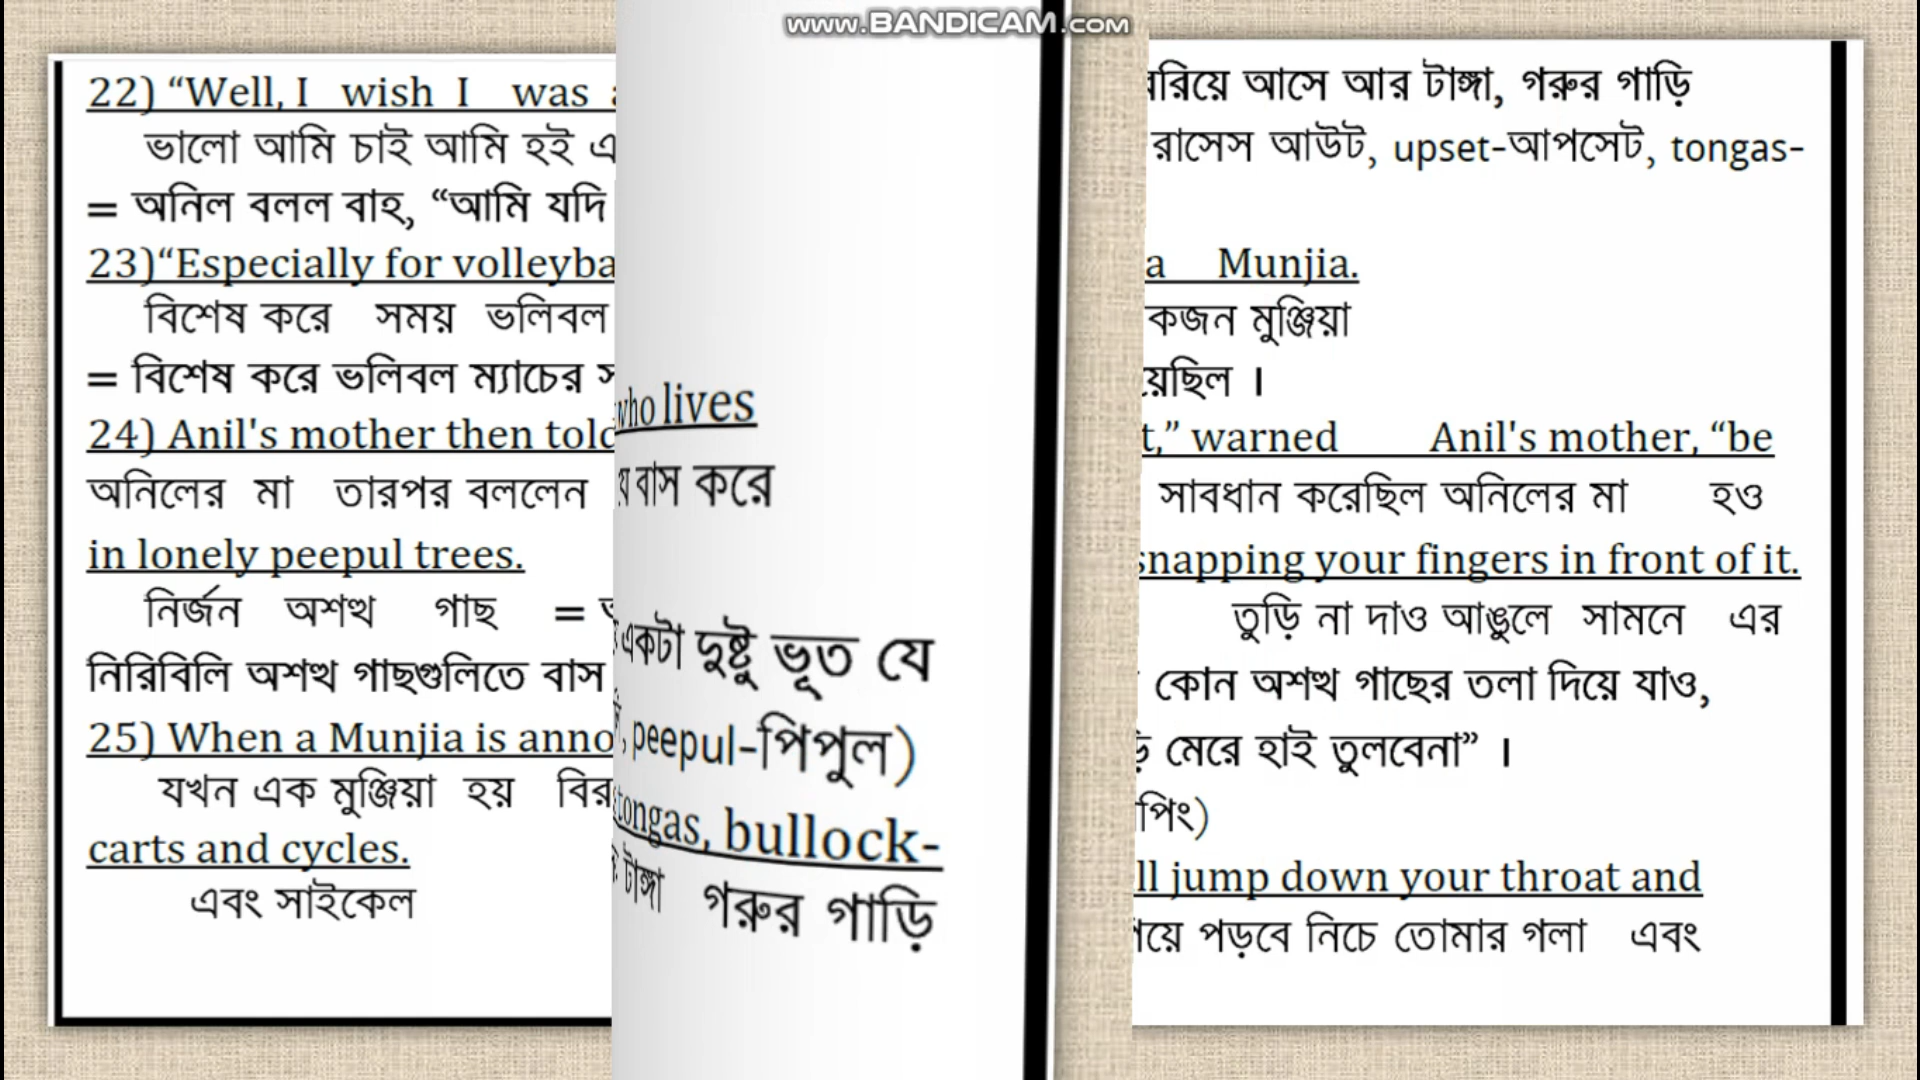 www.BANDICAM.com
22) “Well, I wish I was
ভালো আমি চাই আমি হই
= অনিল বলল বাহ, “আমি যদি
23)“Especially for
বিশেষ করে সময় ভলিবল
= বিশেষ করে ভলিবল ম্যাচের
24) Anil's mother then
অনিলের মা তারপর বললেন
in lonely peepul trees.
নির্জন অশত্থ গাছ =
নিরিবিলি অশত্থ গাছগুলিতে বাস
25) When a Munjia is
যখন এক মুঞ্জিয়া হয়
carts and cycles.
এবং সাইকেল
who lives
যে বাস করে
একটা দুষ্টু ভূত যে
, peepul-পিপুল)
tongas, bullock-
টাঙ্গা গরুর গাড়ি
আসে আর টাঙ্গা, গরুর গাড়ি
আউট, upset-আপসেট, tongas-
a Munjia.
মুঞ্জিয়া
।
warned Anil's mother, “be
সাবধান করেছিল অনিলের মা হও
snapping your fingers in front of it.
তুড়ি না দাও আঙুলে সামনে এর
কোন অশত্থ গাছের তলা দিয়ে যাও,
মেরে হাই তুলবেনা” ।
jump down your throat and
পড়বে নিচে তোমার গলা এবং